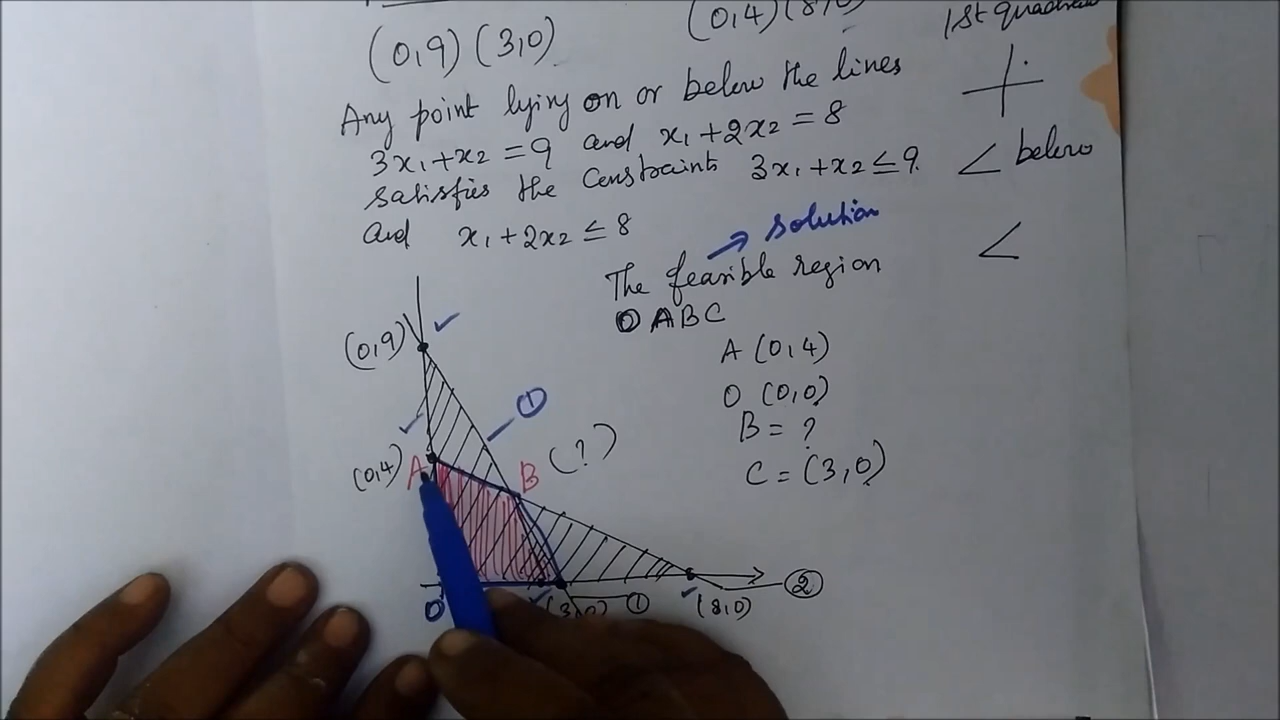 (0,9) (3,0)
(0,4) (8,0)
1st
Any point lying on or below the lines
3x₁+x₂ = 9 and x₁+2x₂ = 8
satisfies the Constraints 3x₁+x₂ ≤ 9.
and x₁+2x₂ ≤ 8
< below
<
→ solution
The feasible region
OABC
A (0,4)
O (0,0)
B = ?
C = (3,0)
(0,9) ✓
①
✓
(0,4) A
B (?)
O
✓ (3,0) ①
✓ (8,0)
②